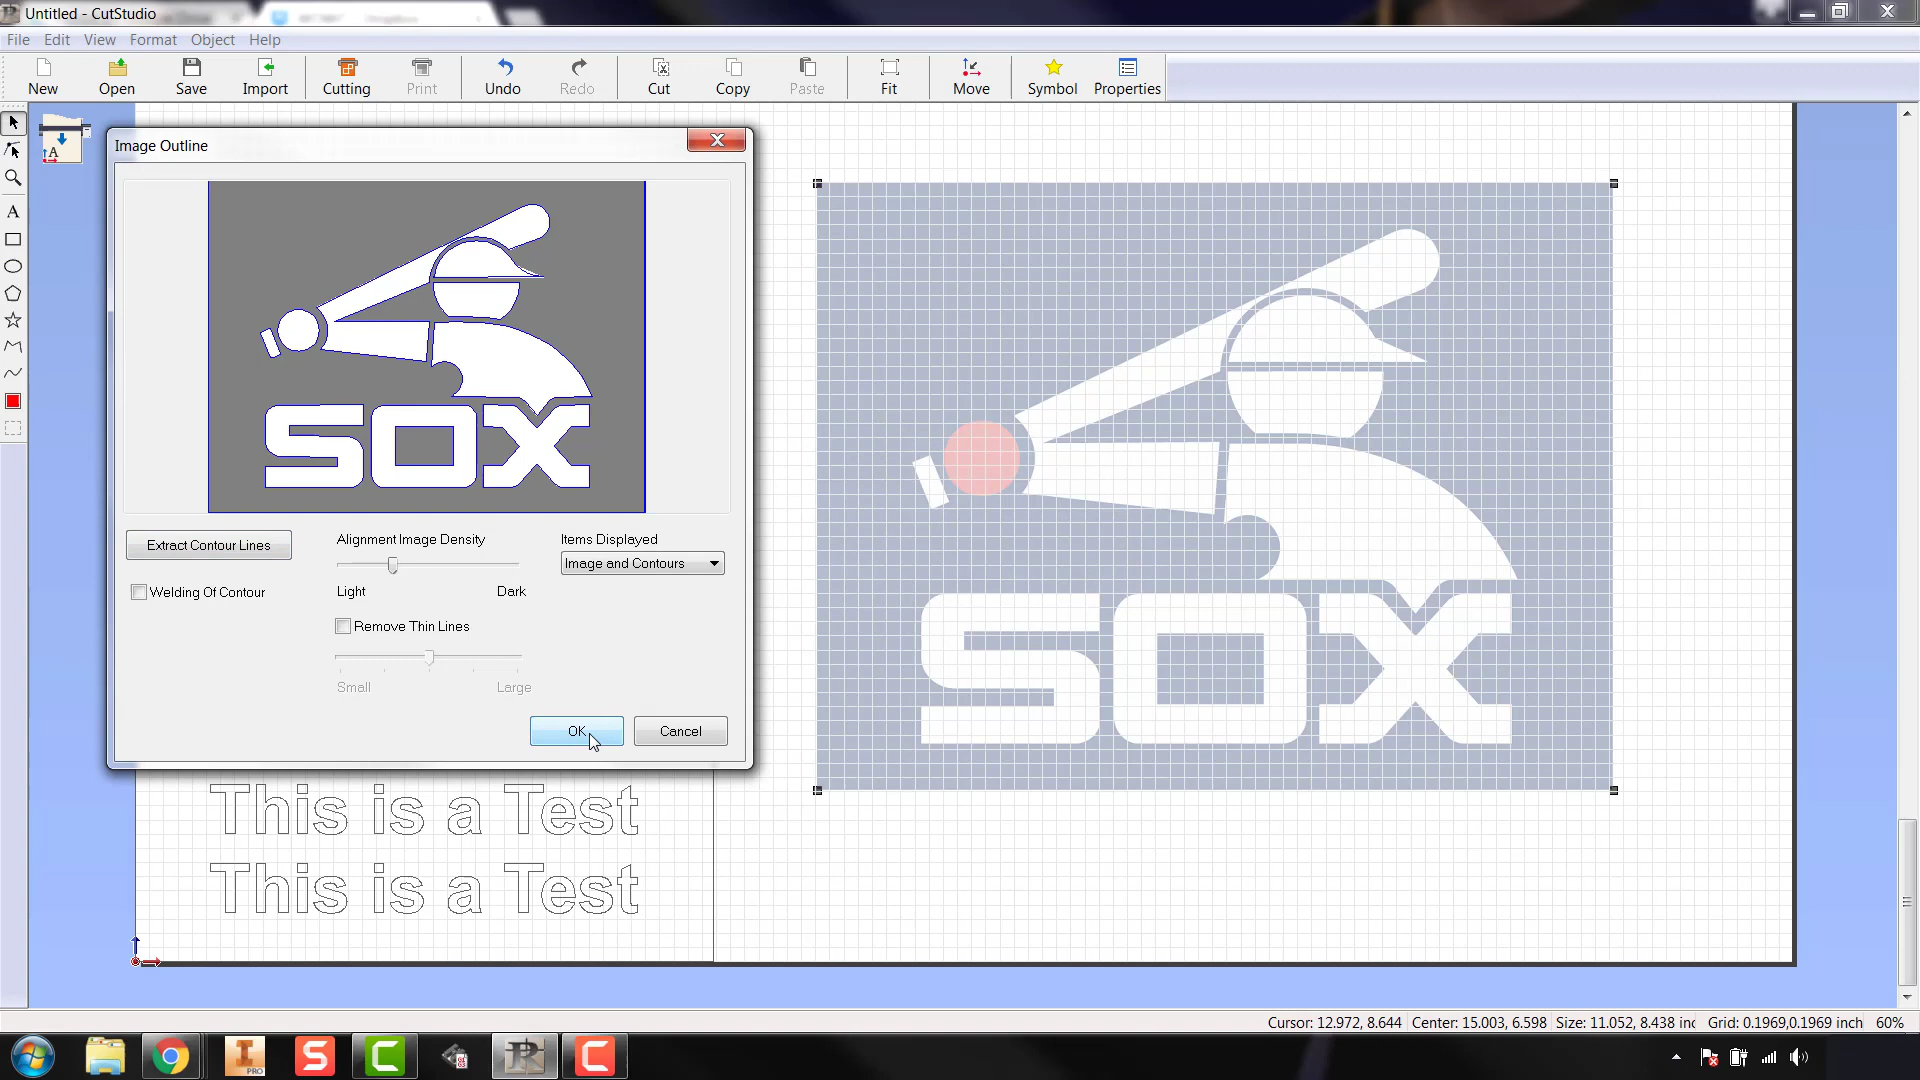 Untitled - CutStudio
File Edit View Format Object Help
New Open Save Import Cutting Print Undo Redo Cut Copy Paste Fit Move Symbol Properties
A
A
Image Outline
SOX
SOX
Extract Contour Lines
Alignment Image Density
Items Displayed
Image and Contours
Welding Of Contour
Light Dark
Remove Thin Lines
Small Large
OK Cancel
This is a Test
This is a Test
Cursor: 12.972, 8.644 Center: 15.003, 6.598 Size: 11.052, 8.438 inc Grid: 0.1969,0.1969 inch 60%
I PRO S C R C